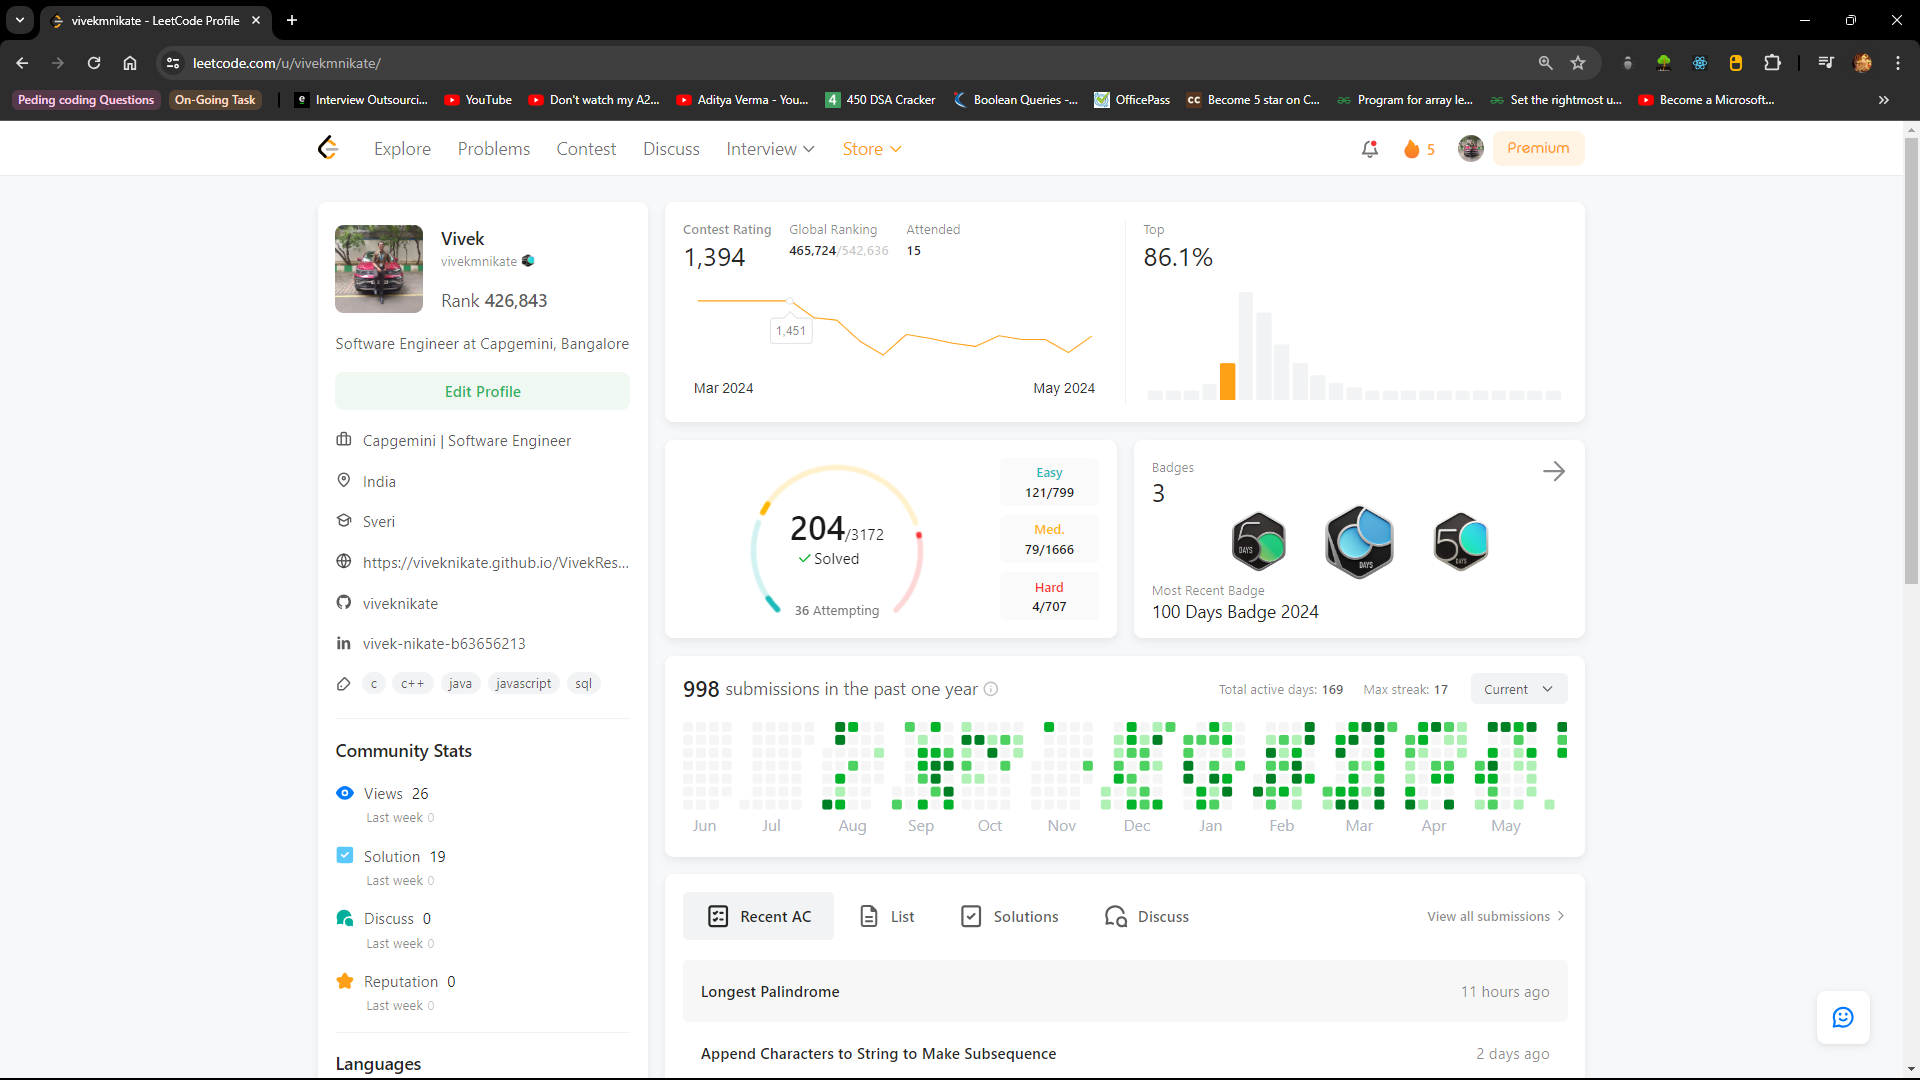 vivekmnikate - LeetCode Profile
leetcode.com/u/vivekmnikate/
Peding coding Questions
On-Going Task
Interview Outsourci...
YouTube
Don't watch my A2...
Aditya Verma - You...
450 DSA Cracker
Boolean Queries -...
OfficePass
Become 5 star on C...
Program for array le...
Set the rightmost u...
Become a Microsoft...
Explore
Problems
Contest
Discuss
Interview
Store
5
Premium
Vivek
vivekmnikate
Rank 426,843
Software Engineer at Capgemini, Bangalore
Edit Profile
Capgemini | Software Engineer
India
Sveri
https://viveknikate.github.io/VivekRes...
viveknikate
vivek-nikate-b63656213
c
c++
java
javascript
sql
Community Stats
Views 26
Last week 0
Solution 19
Last week 0
Discuss 0
Last week 0
Reputation 0
Last week 0
Languages
Contest Rating
1,394
Global Ranking
465,724/542,636
Attended
15
1,451
Mar 2024
May 2024
Top
86.1%
204/3172
Solved
36 Attempting
Easy
121/799
Med.
79/1666
Hard
4/707
Badges
3
50
DAYS
DAYS
50
DAYS
Most Recent Badge
100 Days Badge 2024
998 submissions in the past one year
Total active days: 169
Max streak: 17
Current
Jun
Jul
Aug
Sep
Oct
Nov
Dec
Jan
Feb
Mar
Apr
May
Recent AC
List
Solutions
Discuss
View all submissions
Longest Palindrome
11 hours ago
Append Characters to String to Make Subsequence
2 days ago